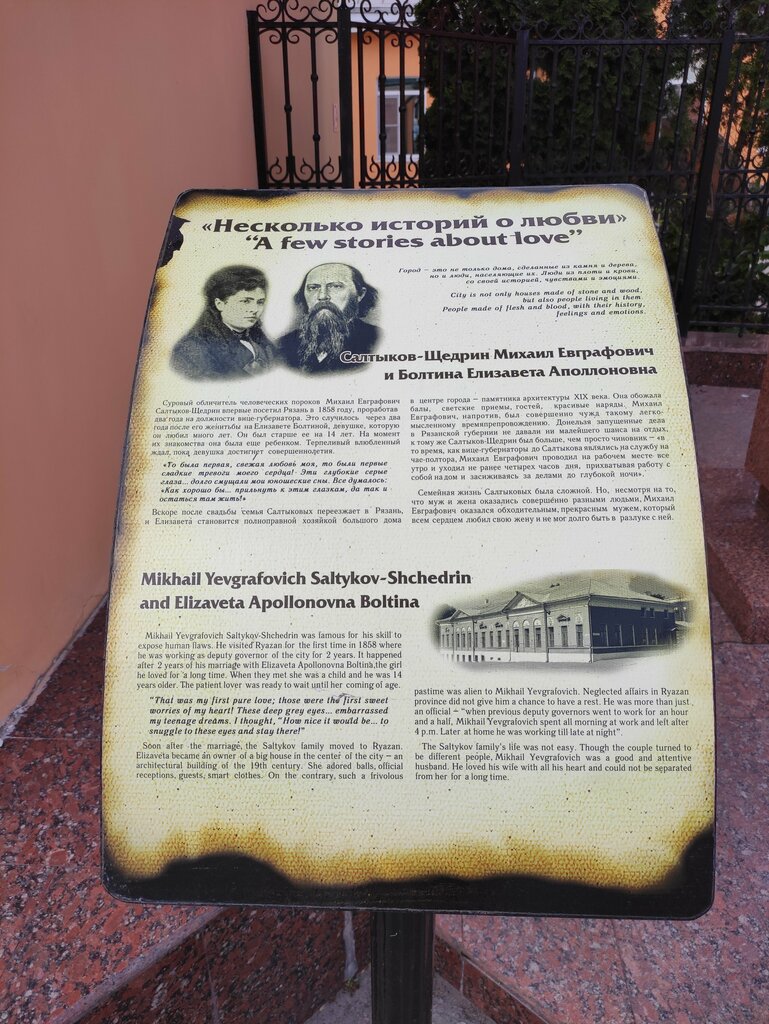 «Несколько историй о любви»
“A few stories about love”
Город – это не только дома, сделанные из камня и дерева,
но и люди, населяющие их. Люди из плоти и крови,
со своей историей, чувствами и эмоциями.
City is not only houses made of stone and wood,
but also people living in them.
People made of flesh and blood, with their history,
feelings and emotions.
Салтыков-Щедрин Михаил Евграфович
и Болтина Елизавета Аполлоновна
Суровый обличитель человеческих пороков Михаил Евграфович
Салтыков-Щедрин впервые посетил Рязань в 1858 году, проработав
два года на должности вице-губернатора. Это случилось через два
года после его женитьбы на Елизавете Болтиной, девушке, которую
он любил много лет. Он был старше ее на 14 лет. На момент
их знакомства она была еще ребенком. Терпеливый влюбленный
ждал, пока девушка достигнет совершеннолетия.
«То была первая, свежая любовь моя, то были первые
сладкие тревоги моего сердца! Эти глубокие серые
глаза... долго смущали мои юношеские сны. Все думалось:
«Как хорошо бы... прильнуть к этим глазкам, да так и
остаться там жить!»
Вскоре после свадьбы семья Салтыковых переезжает в Рязань,
и Елизавета становится полноправной хозяйкой большого дома
в центре города – памятника архитектуры XIX века. Она обожала
балы, светские приемы, гостей, красивые наряды. Михаил
Евграфович, напротив, был совершенно чужд такому легко-
мысленному времяпрепровождению. Донельзя запущенные дела
в Рязанской губернии не давали ни малейшего шанса на отдых,
к тому же Салтыков-Щедрин был больше, чем просто чиновник – «в
то время, как вице-губернаторы до Салтыкова являлись на службу на
час-полтора, Михаил Евграфович проводил на рабочем месте все
утро и уходил не ранее четырех часов дня, прихватывая работу с
собой на дом и засиживаясь за делами до глубокой ночи».
Семейная жизнь Салтыковых была сложной. Но, несмотря на то,
что муж и жена оказались совершенно разными людьми, Михаил
Евграфович оказался обходительным, прекрасным мужем, который
всем сердцем любил свою жену и не мог долго быть в разлуке с ней.
Mikhail Yevgrafovich Saltykov-Shchedrin
and Elizaveta Apollonovna Boltina
Mikhail Yevgrafovich Saltykov-Shchedrin was famous for his skill to
expose human flaws. He visited Ryazan for the first time in 1858 where
he was working as deputy governor of the city for 2 years. It happened
after 2 years of his marriage with Elizaveta Apollonovna Boltina,the girl
he loved for a long time. When they met she was a child and he was 14
years older. The patient lover was ready to wait until her coming of age.
“That was my first pure love; those were the first sweet
worries of my heart! These deep grey eyes... embarrassed
my teenage dreams. I thought, “How nice it would be... to
snuggle to these eyes and stay there!”
Soon after the marriage, the Saltykov family moved to Ryazan.
Elizaveta became an owner of a big house in the center of the city – an
architectural building of the 19th century. She adored balls, official
receptions, guests, smart clothes. On the contrary, such a frivolous
pastime was alien to Mikhail Yevgrafovich. Neglected affairs in Ryazan
province did not give him a chance to have a rest. He was more than just
an official – “when previous deputy governors went to work for an hour
and a half, Mikhail Yevgrafovich spent all morning at work and left after
4 p.m. Later at home he was working till late at night”.
The Saltykov family’s life was not easy. Though the couple turned to
be different people, Mikhail Yevgrafovich was a good and attentive
husband. He loved his wife with all his heart and could not be separated
from her for a long time.